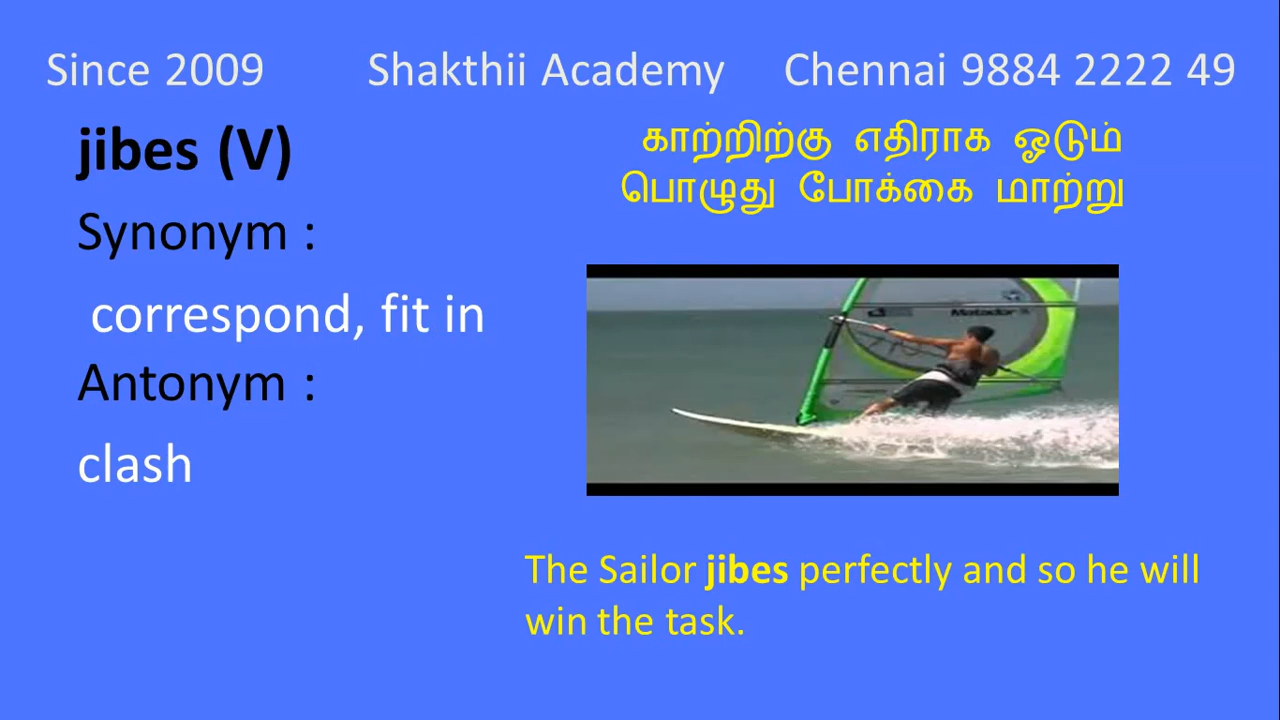 Since 2009 Shakthii Academy Chennai 9884 2222 49
jibes (V)
காற்றிற்கு எதிராக ஓடும்
பொழுது போக்கை மாற்று
Synonym :
correspond, fit in
Antonym :
clash
Matador
The Sailor jibes perfectly and so he will
win the task.